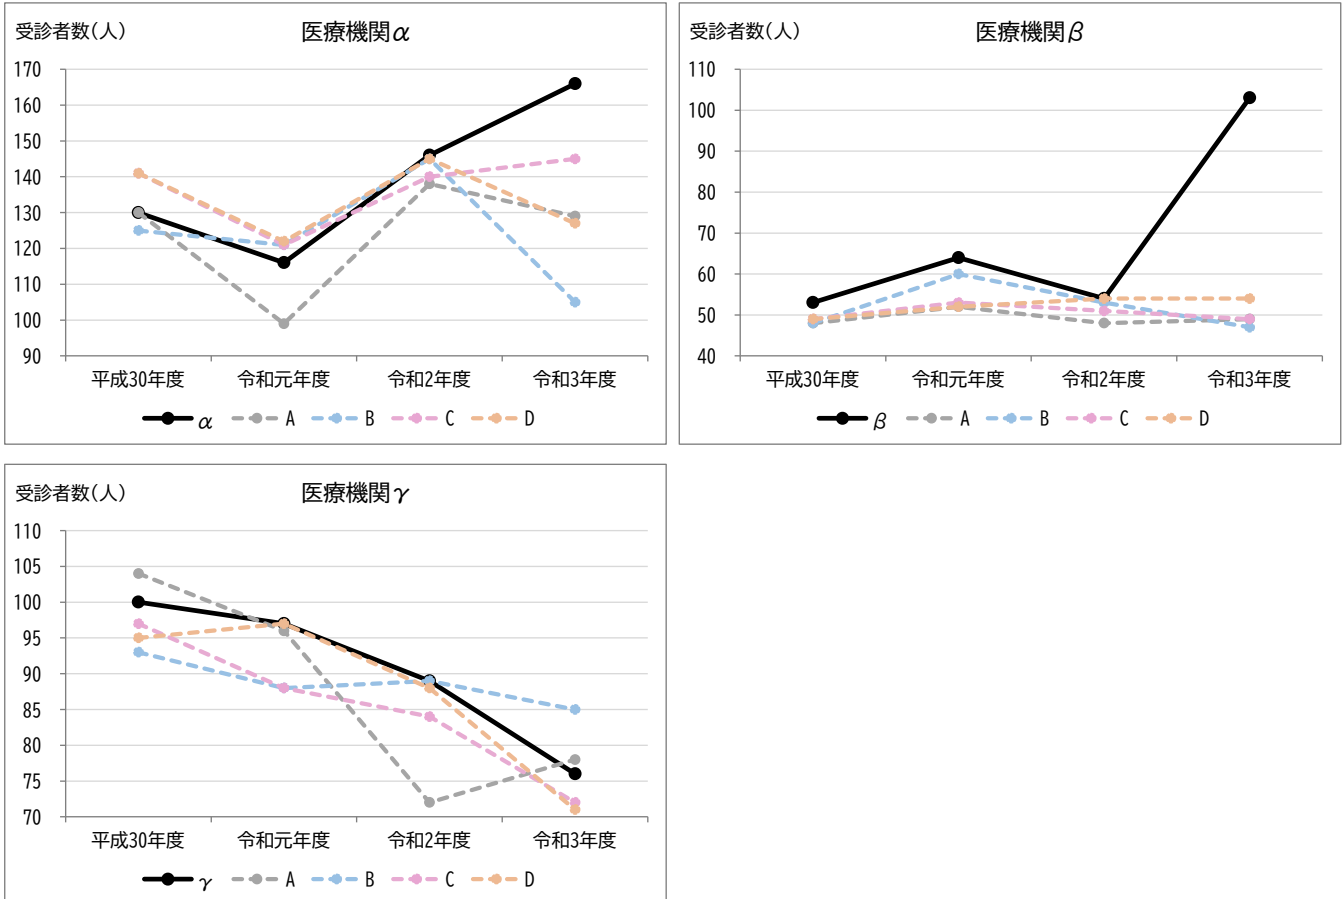 受診者数(人)
医療機関α
170
160
150
140
130
120
110
100
90
平成30年度 令和元年度 令和2年度 令和3年度
α A B C D
受診者数(人)
医療機関β
110
100
90
80
70
60
50
40
平成30年度 令和元年度 令和2年度 令和3年度
β A B C D
受診者数(人)
医療機関γ
110
105
100
95
90
85
80
75
70
平成30年度 令和元年度 令和2年度 令和3年度
γ A B C D